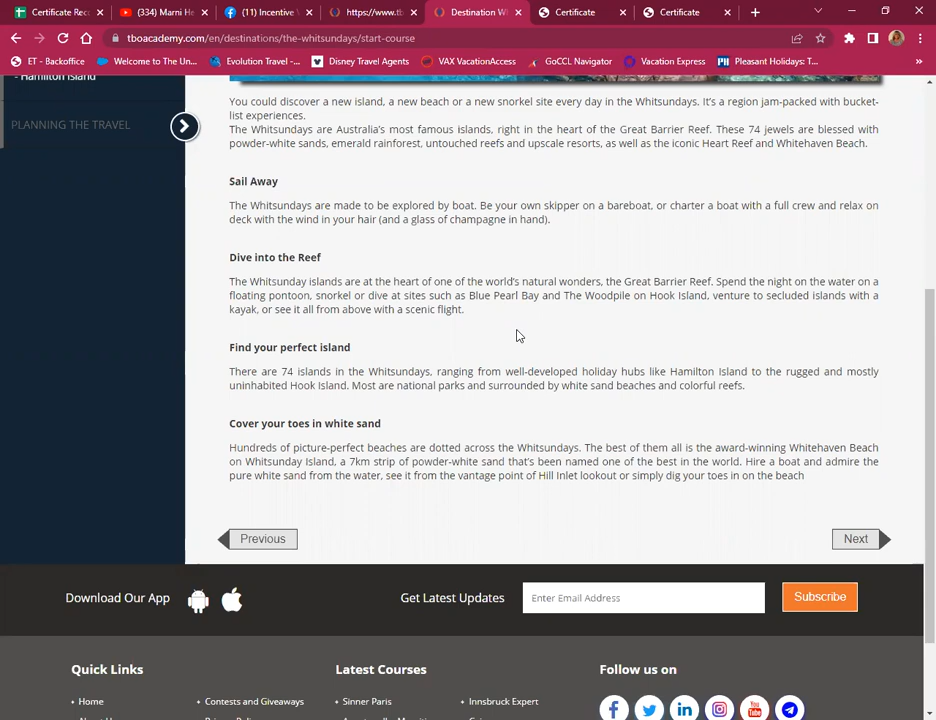 Certificate Rec
(334) Marni He
(11) Incentive
https://www.tb
Destination W
Certificate
Certificate
tboacademy.com/en/destinations/the-whitsundays/start-course
ET - Backoffice
Welcome to The Un...
Evolution Travel -...
Disney Travel Agents
VAX VacationAccess
GoCCL Navigator
Vacation Express
Pleasant Holidays: T...
»
- Hamilton Island
PLANNING THE TRAVEL
You could discover a new island, a new beach or a new snorkel site every day in the Whitsundays. It's a region jam-packed with bucket-
list experiences.
The Whitsundays are Australia's most famous islands, right in the heart of the Great Barrier Reef. These 74 jewels are blessed with
powder-white sands, emerald rainforest, untouched reefs and upscale resorts, as well as the iconic Heart Reef and Whitehaven Beach.
Sail Away
The Whitsundays are made to be explored by boat. Be your own skipper on a bareboat, or charter a boat with a full crew and relax on
deck with the wind in your hair (and a glass of champagne in hand).
Dive into the Reef
The Whitsunday islands are at the heart of one of the world's natural wonders, the Great Barrier Reef. Spend the night on the water on a
floating pontoon, snorkel or dive at sites such as Blue Pearl Bay and The Woodpile on Hook Island, venture to secluded islands with a
kayak, or see it all from above with a scenic flight.
Find your perfect island
There are 74 islands in the Whitsundays, ranging from well-developed holiday hubs like Hamilton Island to the rugged and mostly
uninhabited Hook Island. Most are national parks and surrounded by white sand beaches and colorful reefs.
Cover your toes in white sand
Hundreds of picture-perfect beaches are dotted across the Whitsundays. The best of them all is the award-winning Whitehaven Beach
on Whitsunday Island, a 7km strip of powder-white sand that's been named one of the best in the world. Hire a boat and admire the
pure white sand from the water, see it from the vantage point of Hill Inlet lookout or simply dig your toes in on the beach
Previous
Next
Download Our App
Get Latest Updates
Enter Email Address
Subscribe
Quick Links
Latest Courses
Follow us on
Home
Contests and Giveaways
Sinner Paris
Innsbruck Expert